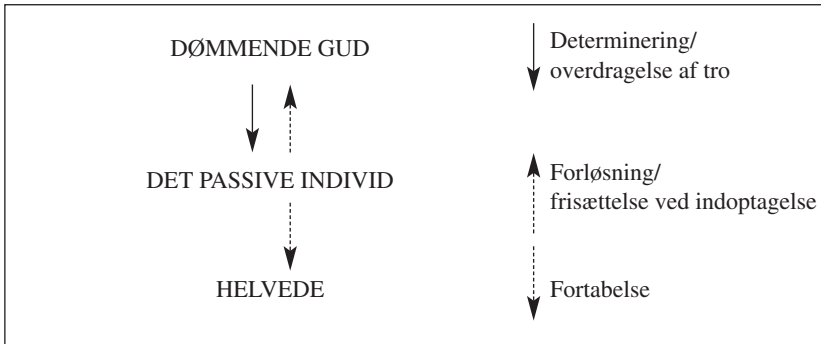 DØMMENDE GUD
DET PASSIVE INDIVID
HELVEDE
Determinering/
overdragelse af tro
Forløsning/
frisættelse ved indoptagelse
Fortabelse